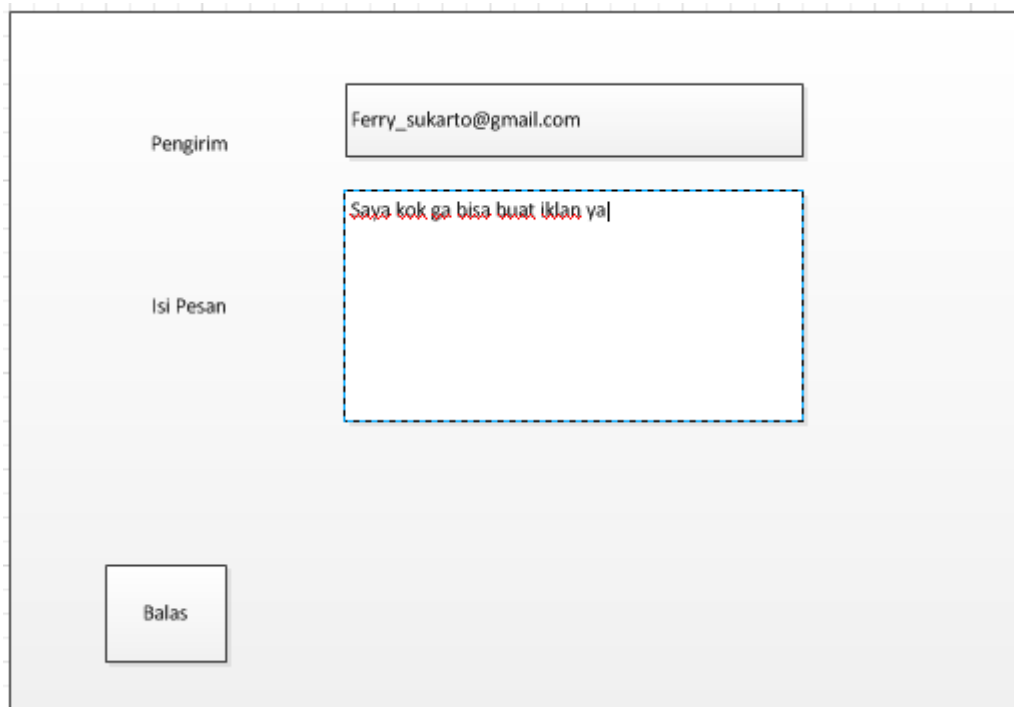 Pengirim
Ferry_sukarto@gmail.com
Isi Pesan
Saya kok ga bisa buat iklan ya
Balas